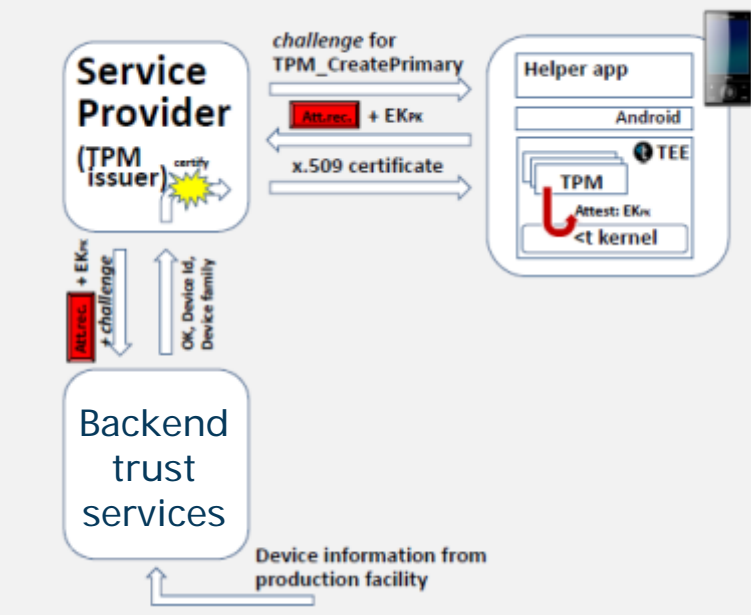 challenge for
TPM_CreatePrimary
Service
Provider
(TPM
issuer)
certify
Att.rec. + EKPK
x.509 certificate
Helper app
Android
TEE
TPM
Attest: EKPK
<t kernel
Att.rec. + EKPK
+ challenge
OK, Device Id,
Device family
Backend
trust
services
Device information from
production facility